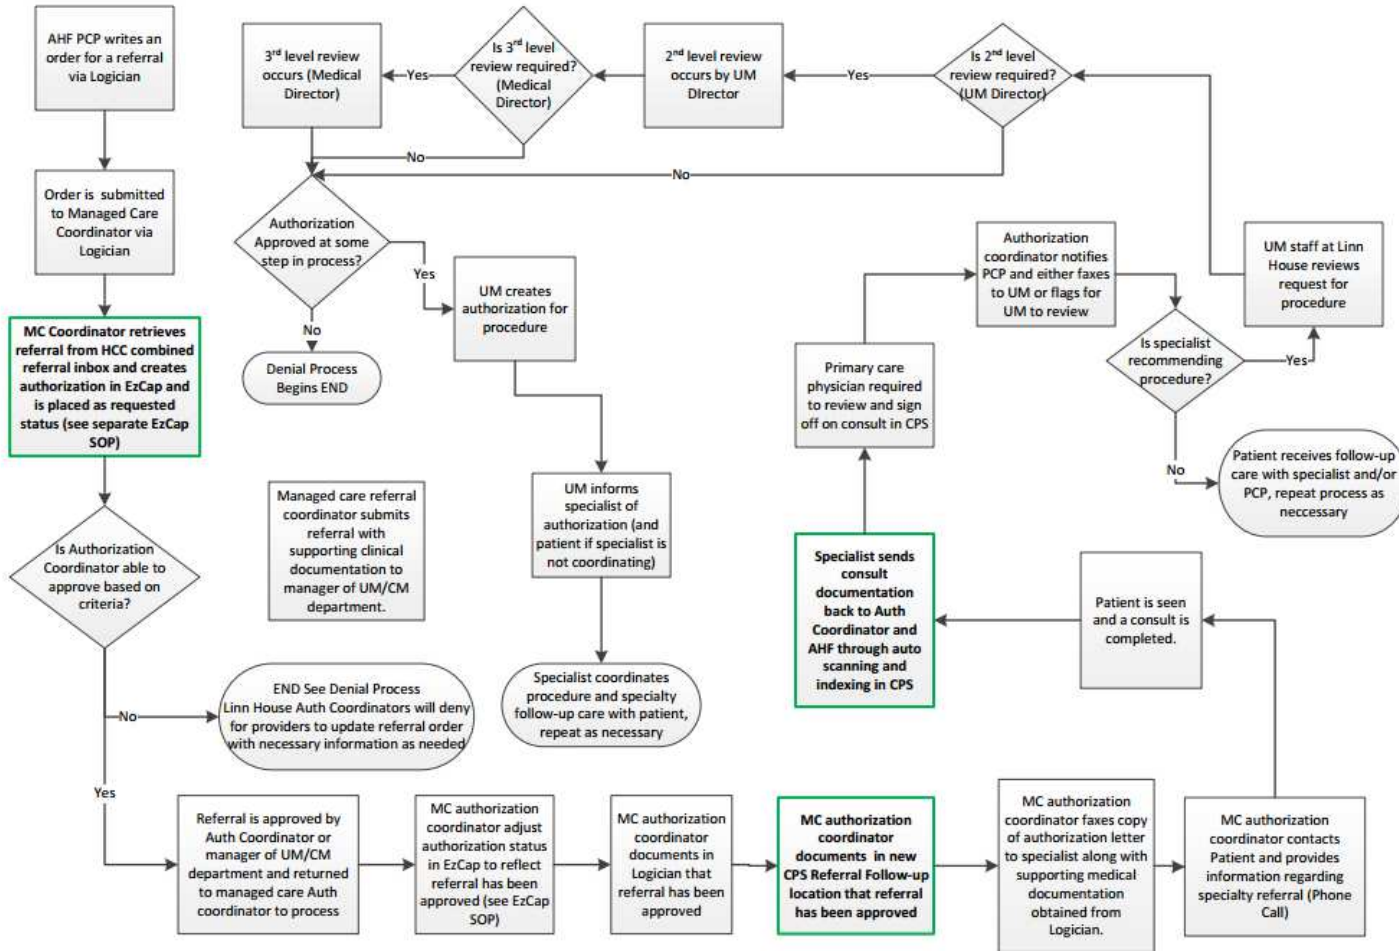 AHF PCP writes an
order for a referral
via Logician
Order is submitted
to Managed Care
Coordinator via
Logician
MC Coordinator retrieves
referral from HCC combined
referral inbox and creates
authorization in EzCap and
is placed as requested
status (see separate EzCap
SOP)
Is Authorization
Coordinator able to
approve based on
criteria?
No
END See Denial Process
Linn House Auth Coordinators will deny
for providers to update referral order
with necessary information as needed
Yes
Referral is approved by
Auth Coordinator or
manager of UM/CM
department and returned
to managed care Auth
coordinator to process
MC authorization
coordinator adjust
authorization status
in EzCap to reflect
referral has been
approved (see EzCap
SOP)
MC authorization
coordinator
documents in
Logician that
referral has been
approved
MC authorization
coordinator
documents in new
CPS Referral Follow-up
location that referral
has been approved
MC authorization
coordinator faxes copy
of authorization letter
to specialist along with
supporting medical
documentation
obtained from
Logician.
MC authorization
coordinator contacts
Patient and provides
information regarding
specialty referral (Phone
Call)
Patient is seen
and a consult is
completed.
Specialist sends
consult
documentation
back to Auth
Coordinator and
AHF through auto
scanning and
indexing in CPS
Primary care
physician required
to review and sign
off on consult in CPS
Authorization
coordinator notifies
PCP and either faxes
to UM or flags for
UM to review
Is specialist
recommending
procedure?
No
Patient receives follow-up
care with specialist and/or
PCP, repeat process as
neccessary
Yes
UM staff at Linn
House reviews
request for
procedure
Is 2nd level
review required?
(UM Director)
No
Yes
2nd level review
occurs by UM
DIrector
Is 3rd level
review required?
(Medical
Director)
No
Yes
3rd level review
occurs (Medical
Director)
Authorization
Approved at some
step in process?
No
Denial Process
Begins END
Yes
UM creates
authorization for
procedure
UM informs
specialist of
authorization (and
patient if specialist is
not coordinating)
Specialist coordinates
procedure and specialty
follow-up care with patient,
repeat as necessary
Managed care referral
coordinator submits
referral with
supporting clinical
documentation to
manager of UM/CM
department.